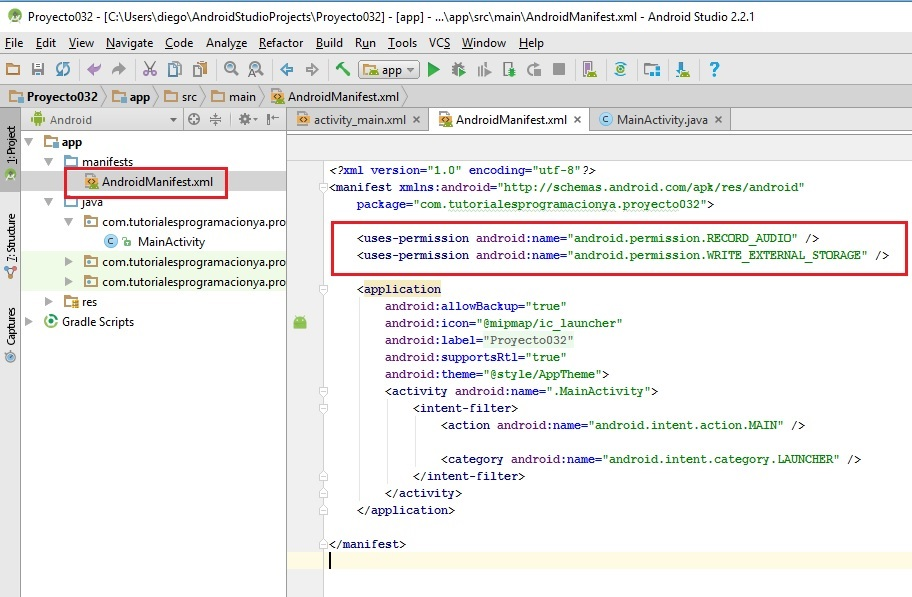 Proyecto032 - [C:\Users\diego\AndroidStudioProjects\Proyecto032] - [app] - ...\app\src\main\AndroidManifest.xml - Android Studio 2.2.1
File Edit View Navigate Code Analyze Refactor Build Run Tools VCS Window Help
app
?
Proyecto032 app src main AndroidManifest.xml
1: Project
7: Structure
Captures
Android
app
manifests
AndroidManifest.xml
java
com.tutorialesprogramacionya.pro
C MainActivity
com.tutorialesprogramacionya.pro
com.tutorialesprogramacionya.pro
res
Gradle Scripts
activity_main.xml × AndroidManifest.xml × C MainActivity.java ×
<?xml version="1.0" encoding="utf-8"?>
<manifest xmlns:android="http://schemas.android.com/apk/res/android"
package="com.tutorialesprogramacionya.proyecto032">
<uses-permission android:name="android.permission.RECORD_AUDIO" />
<uses-permission android:name="android.permission.WRITE_EXTERNAL_STORAGE" />
<application
android:allowBackup="true"
android:icon="@mipmap/ic_launcher"
android:label="Proyecto032"
android:supportsRtl="true"
android:theme="@style/AppTheme">
<activity android:name=".MainActivity">
<intent-filter>
<action android:name="android.intent.action.MAIN" />
<category android:name="android.intent.category.LAUNCHER" />
</intent-filter>
</activity>
</application>
</manifest>